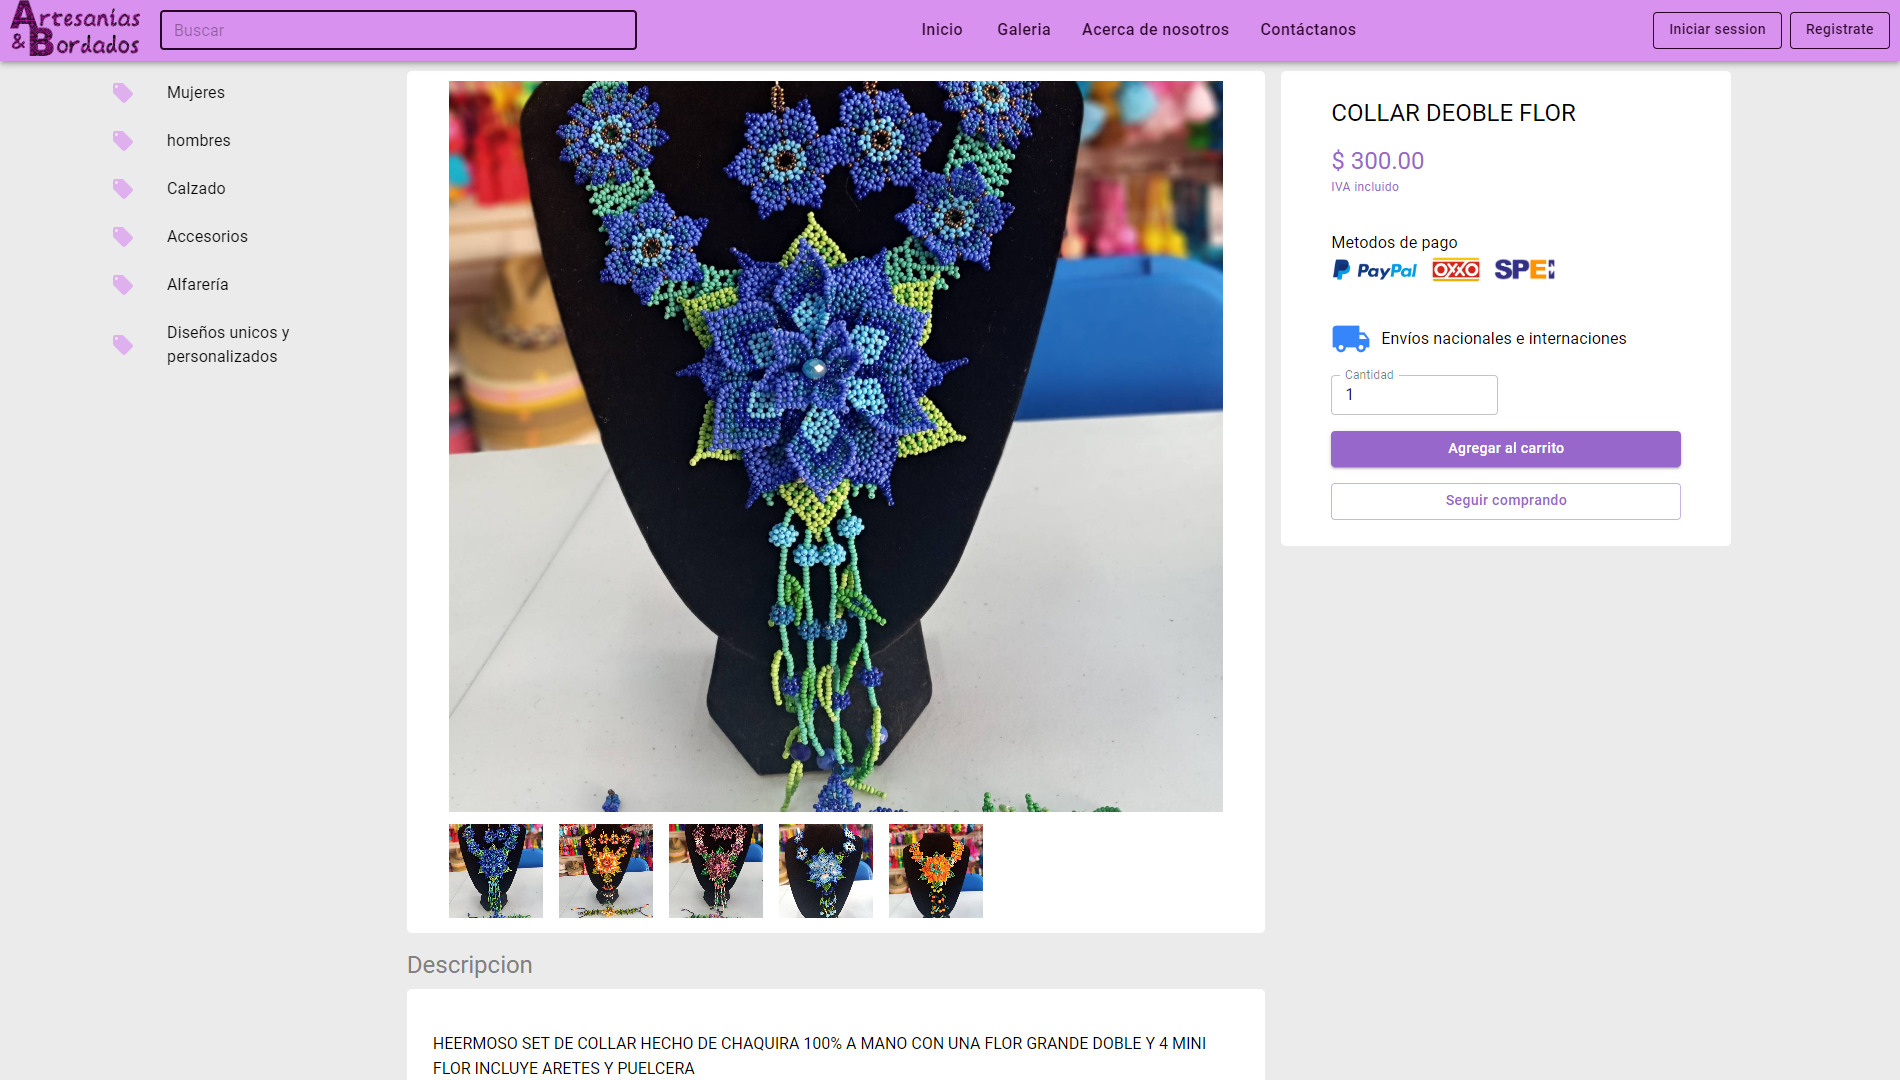 Artesanías
& Bordados
Buscar
Inicio
Galeria
Acerca de nosotros
Contáctanos
Iniciar session
Registrate
Mujeres
hombres
Calzado
Accesorios
Alfarería
Diseños unicos y
personalizados
COLLAR DEOBLE FLOR
$ 300.00
IVA incluido
Metodos de pago
PayPal
OXXO
SPEI
Envíos nacionales e internaciones
Cantidad
1
Agregar al carrito
Seguir comprando
Descripcion
HEERMOSO SET DE COLLAR HECHO DE CHAQUIRA 100% A MANO CON UNA FLOR GRANDE DOBLE Y 4 MINI
FLOR INCLUYE ARETES Y PUELCERA